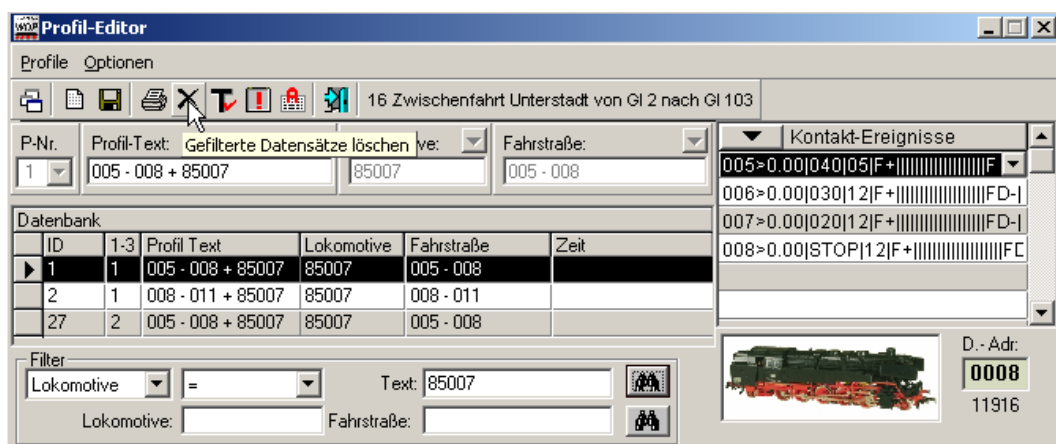 WDP Profil-Editor
Profile Optionen
16 Zwischenfahrt Unterstadt von Gl 2 nach Gl 103
P-Nr. Profil-Text: ve: Fahrstraße:
Gefilterte Datensätze löschen
1 005 - 008 + 85007 85007 005 - 008
Kontakt-Ereignisse
005>0.00|040|05|F+||||||||||||||||||F
006>0.00|030|12|F+||||||||||||||||||FD-|
007>0.00|020|12|F+||||||||||||||||||FD-|
008>0.00|STOP|12|F+||||||||||||||||||FD
Datenbank
ID 1-3 Profil Text Lokomotive Fahrstraße Zeit
1 1 005 - 008 + 85007 85007 005 - 008
2 1 008 - 011 + 85007 85007 008 - 011
27 2 005 - 008 + 85007 85007 005 - 008
Filter
Lokomotive = Text: 85007
Lokomotive: Fahrstraße:
D.- Adr:
0008
11916